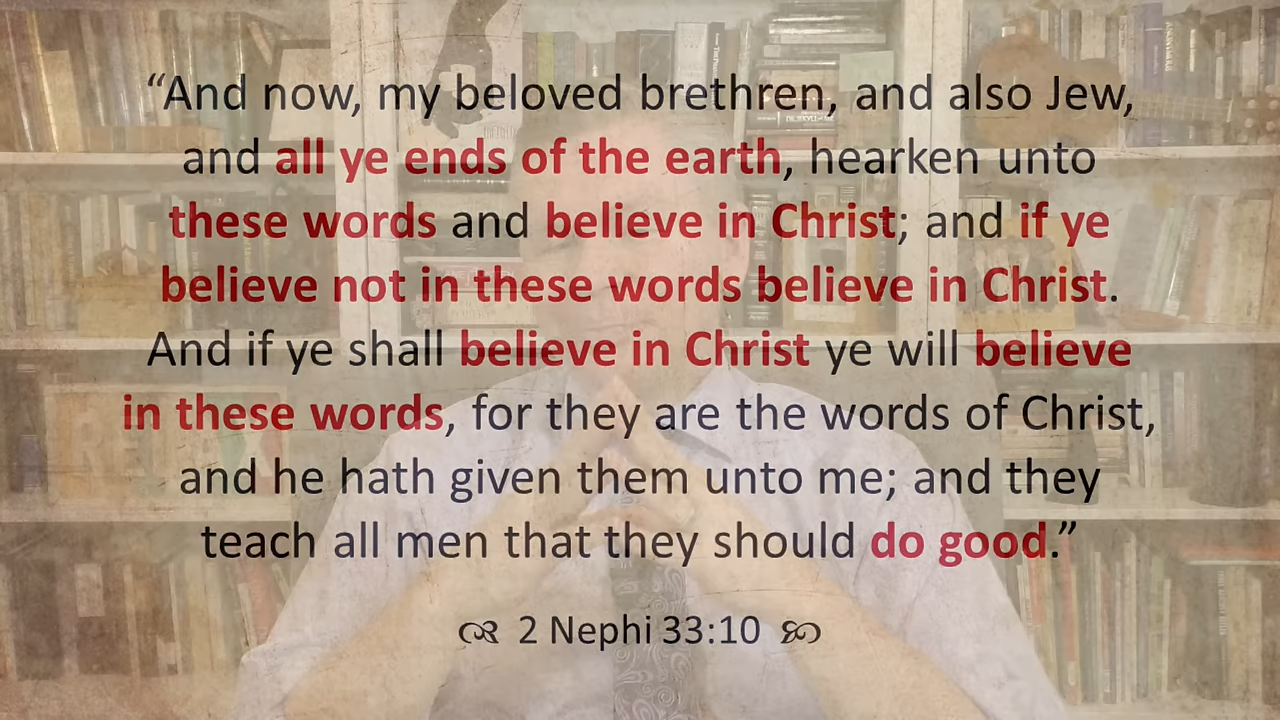 “And now, my beloved brethren, and also Jew,
and all ye ends of the earth, hearken unto
these words and believe in Christ; and if ye
believe not in these words believe in Christ.
And if ye shall believe in Christ ye will believe
in these words, for they are the words of Christ,
and he hath given them unto me; and they
teach all men that they should do good.”
2 Nephi 33:10